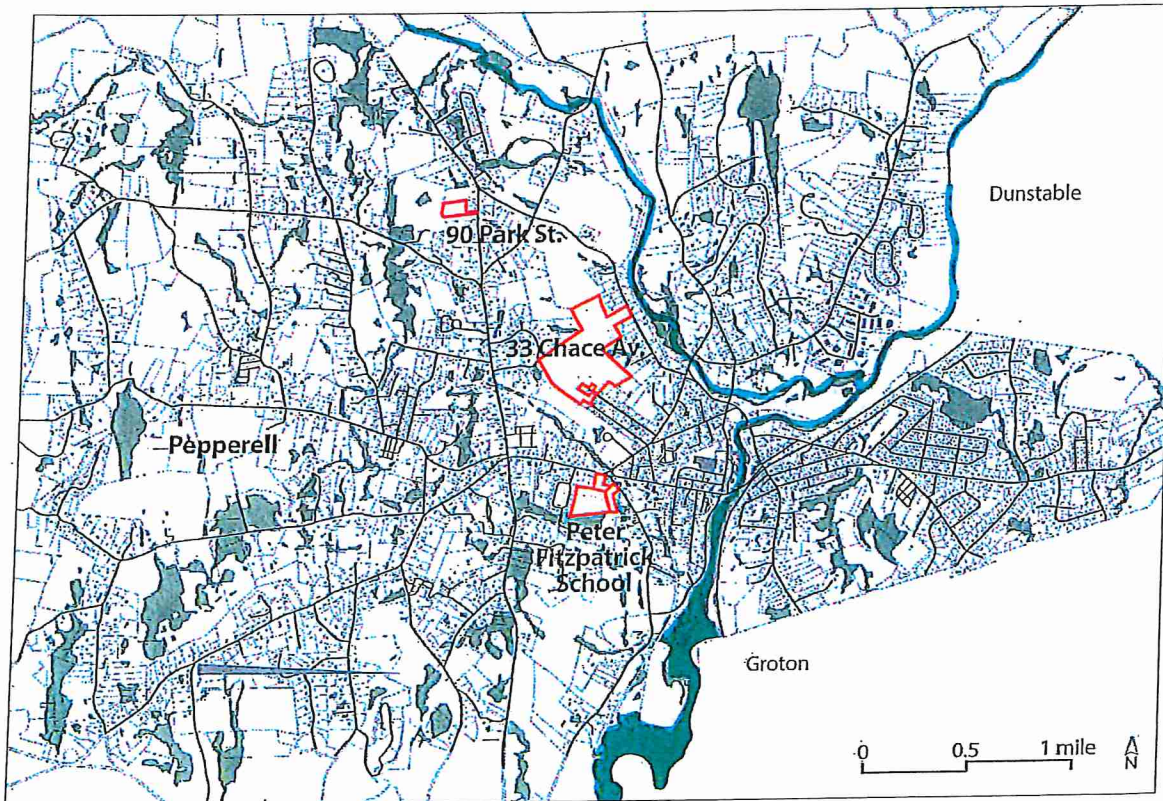 Dunstable
90 Park St.
33 Chace Av.
Pepperell
Peter
Fitzpatrick
School
Groton
0 0.5 1 mile
N